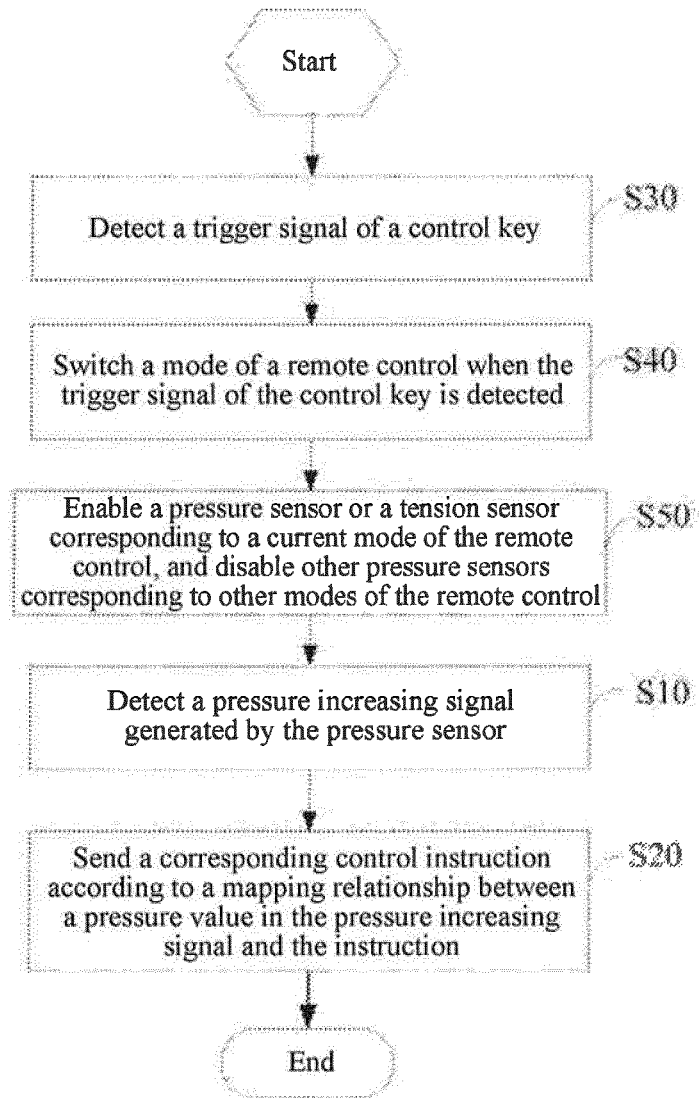 Start
Detect a trigger signal of a control key
S30
Switch a mode of a remote control when the
trigger signal of the control key is detected
S40
Enable a pressure sensor or a tension sensor
corresponding to a current mode of the remote
control, and disable other pressure sensors
corresponding to other modes of the remote control
S50
Detect a pressure increasing signal
generated by the pressure sensor
S10
Send a corresponding control instruction
according to a mapping relationship between
a pressure value in the pressure increasing
signal and the instruction
S20
End